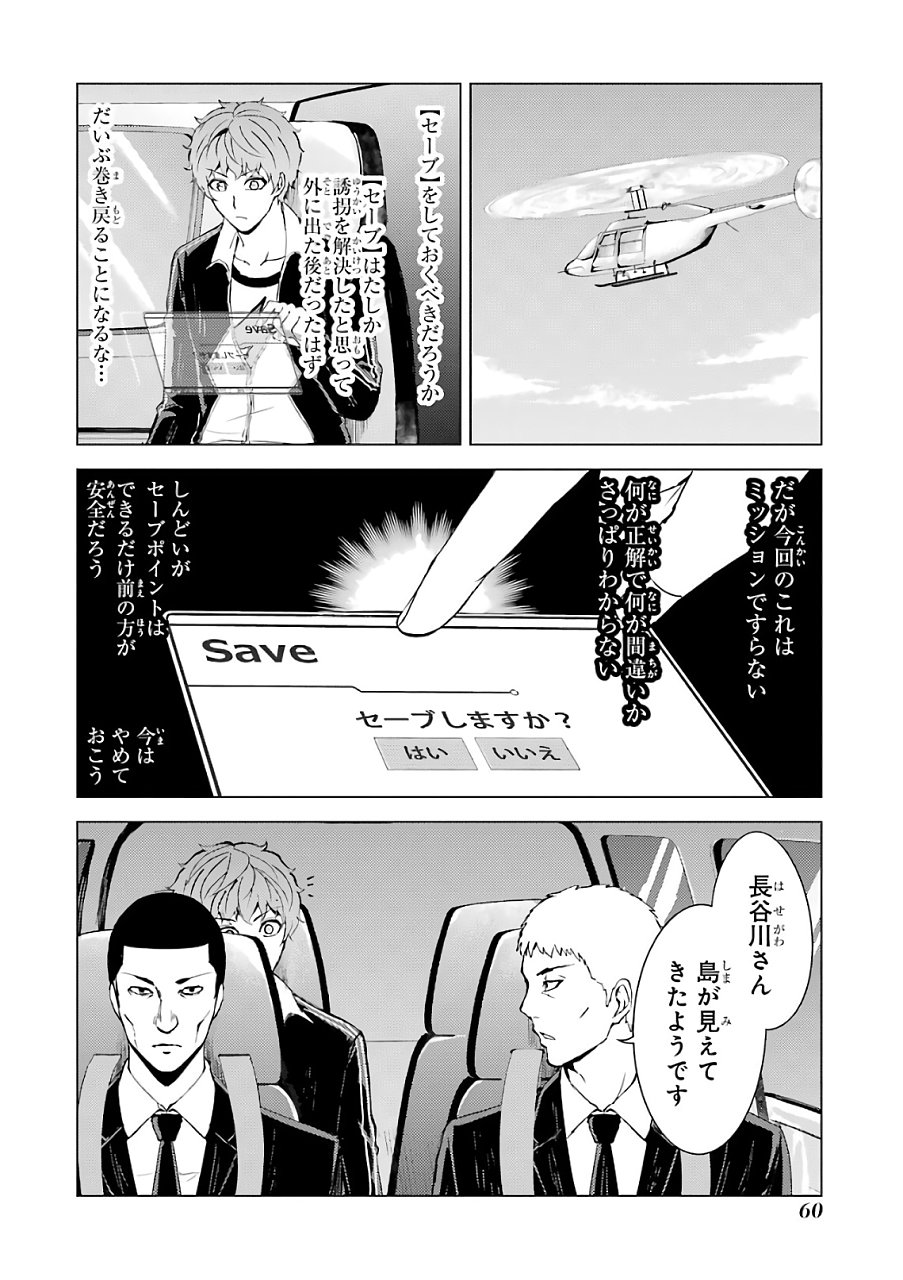 【セーブ】をしておくべきだろうか
【セーブ】はたしか
誘拐を解決したと思って
外に出た後だったはず
だいぶ巻き戻ることになるな…
Save
だが今回のこれは
ミッションですらない
何が正解で何が間違いか
さっぱりわからない
Save
セーブしますか?
はい
いいえ
しんどいが
セーブポイントは
できるだけ前の方が
安全だろう
今は
やめて
おこう
長谷川さん
島が見えて
きたようです
60